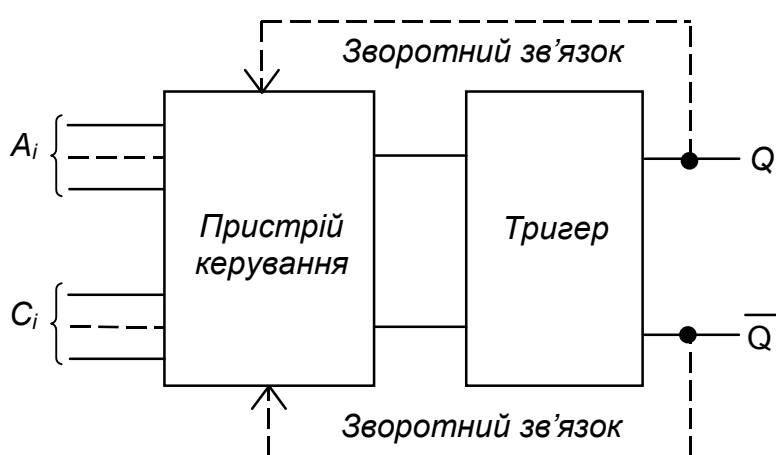 Зворотний зв’язок
Aᵢ
Q
Пристрій
керування
Тригер
Cᵢ
Q̅
Зворотний зв’язок